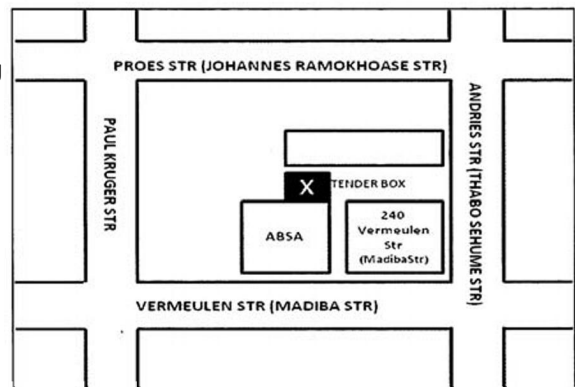 PROES STR (JOHANNES RAMOKHOASE STR)
PAUL KRUGER STR
ANDRIES STR (THABO SEHUME STR)
X
TENDER BOX
ABSA
240
Vermeulen
Str
(MadibaStr)
VERMEULEN STR (MADIBA STR)